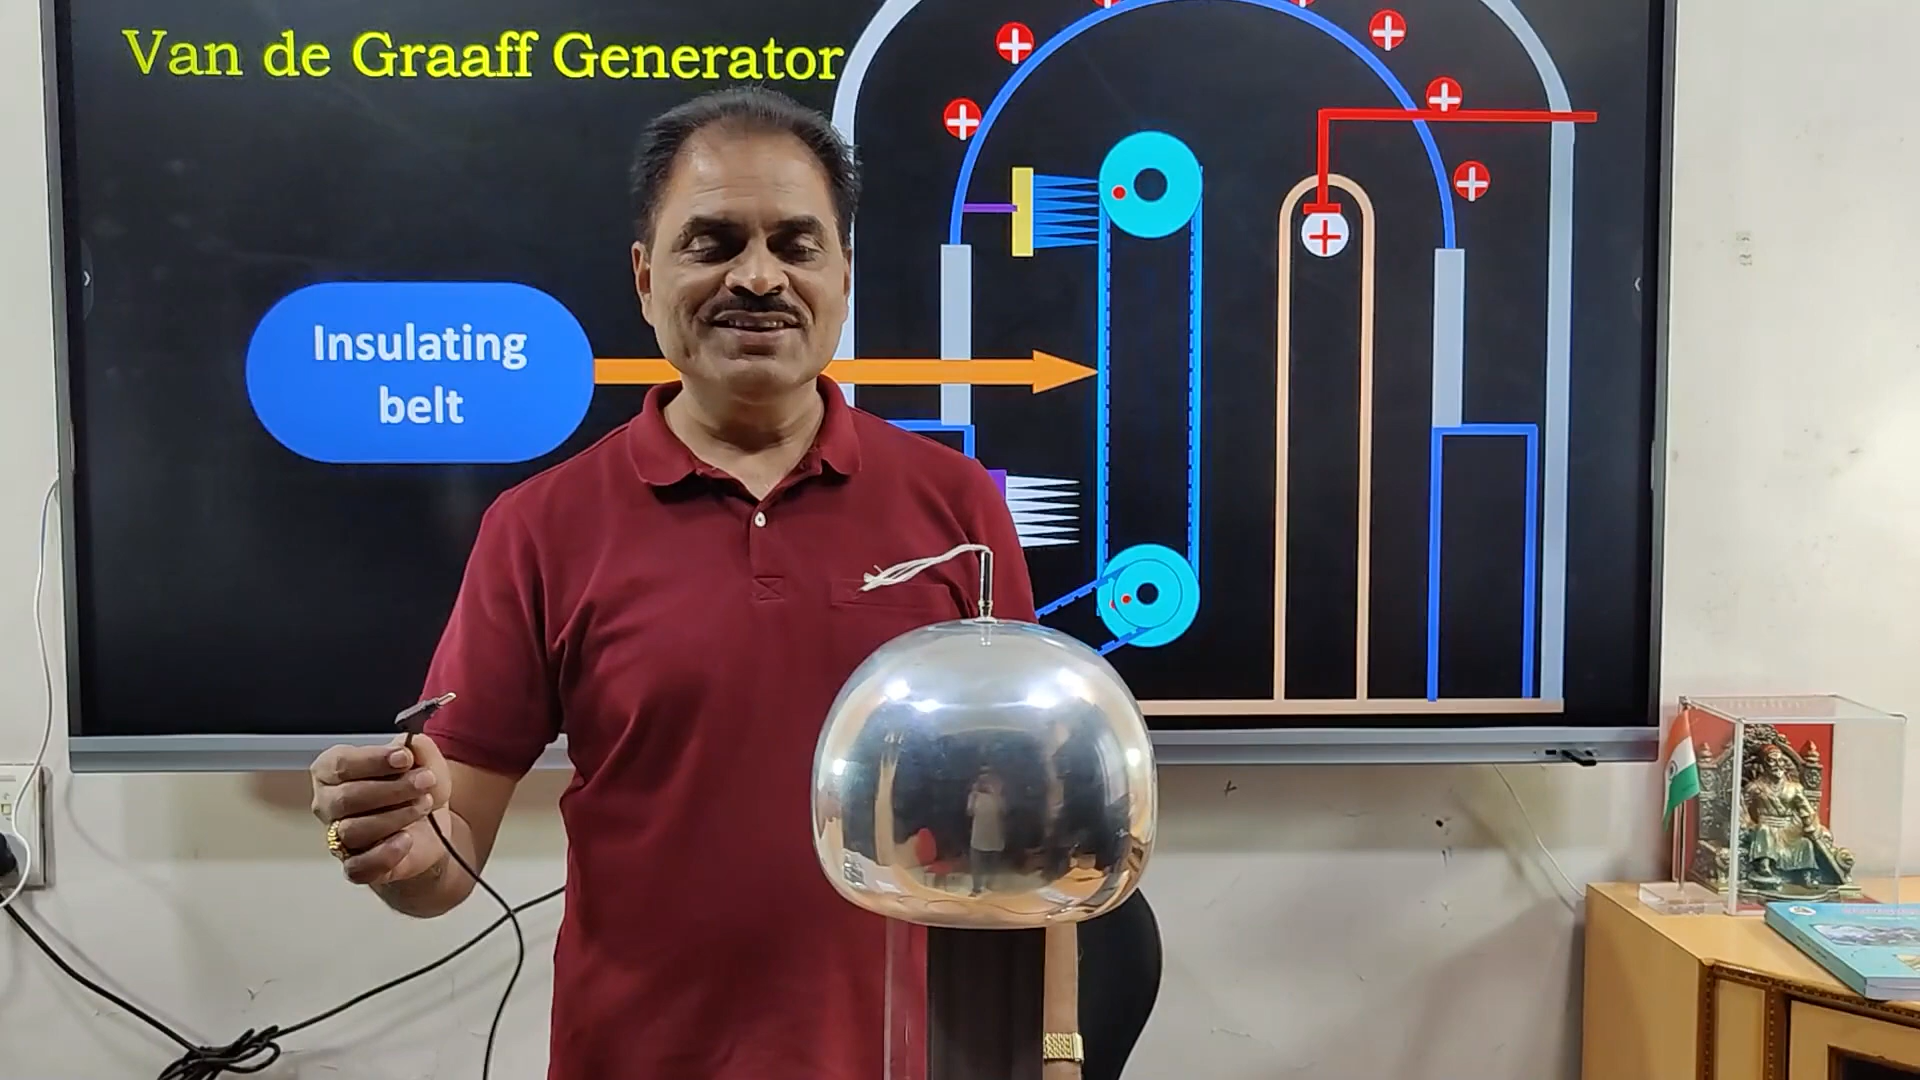 Van de Graaff Generator
Insulating
belt